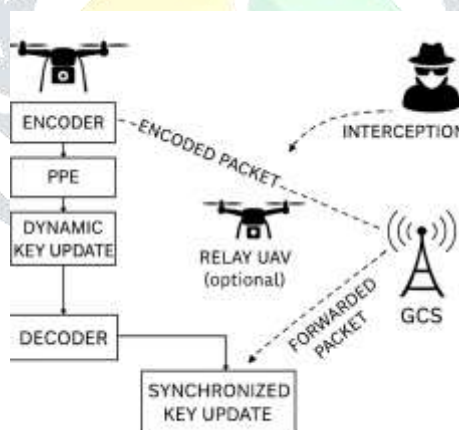 ENCODER
ENCODED PACKET
INTERCEPTION
PPE
DYNAMIC
KEY UPDATE
RELAY UAV
(optional)
GCS
FORWARDED
PACKET
DECODER
SYNCHRONIZED
KEY UPDATE